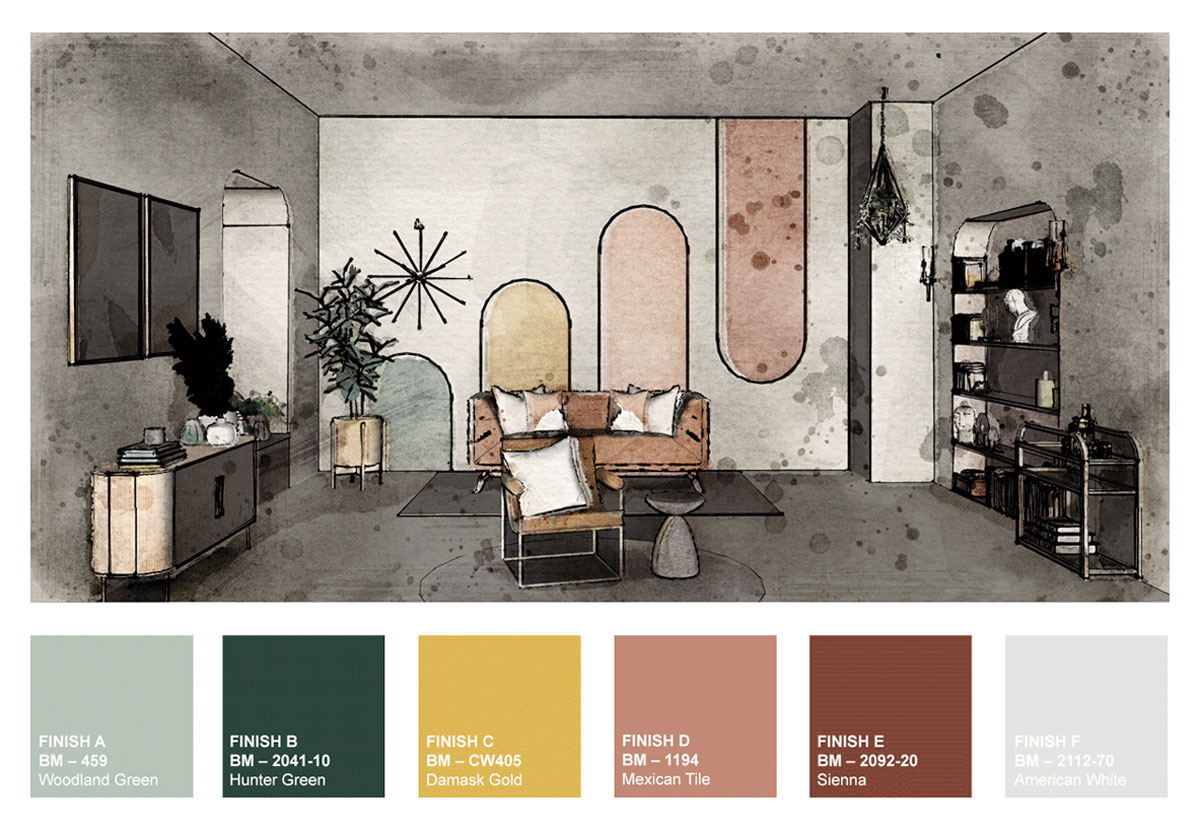 FINISH A
BM – 459
Woodland Green
FINISH B
BM – 2041-10
Hunter Green
FINISH C
BM – CW405
Damask Gold
FINISH D
BM – 1194
Mexican Tile
FINISH E
BM – 2092-20
Sienna
FINISH F
BM – 2112-70
American White